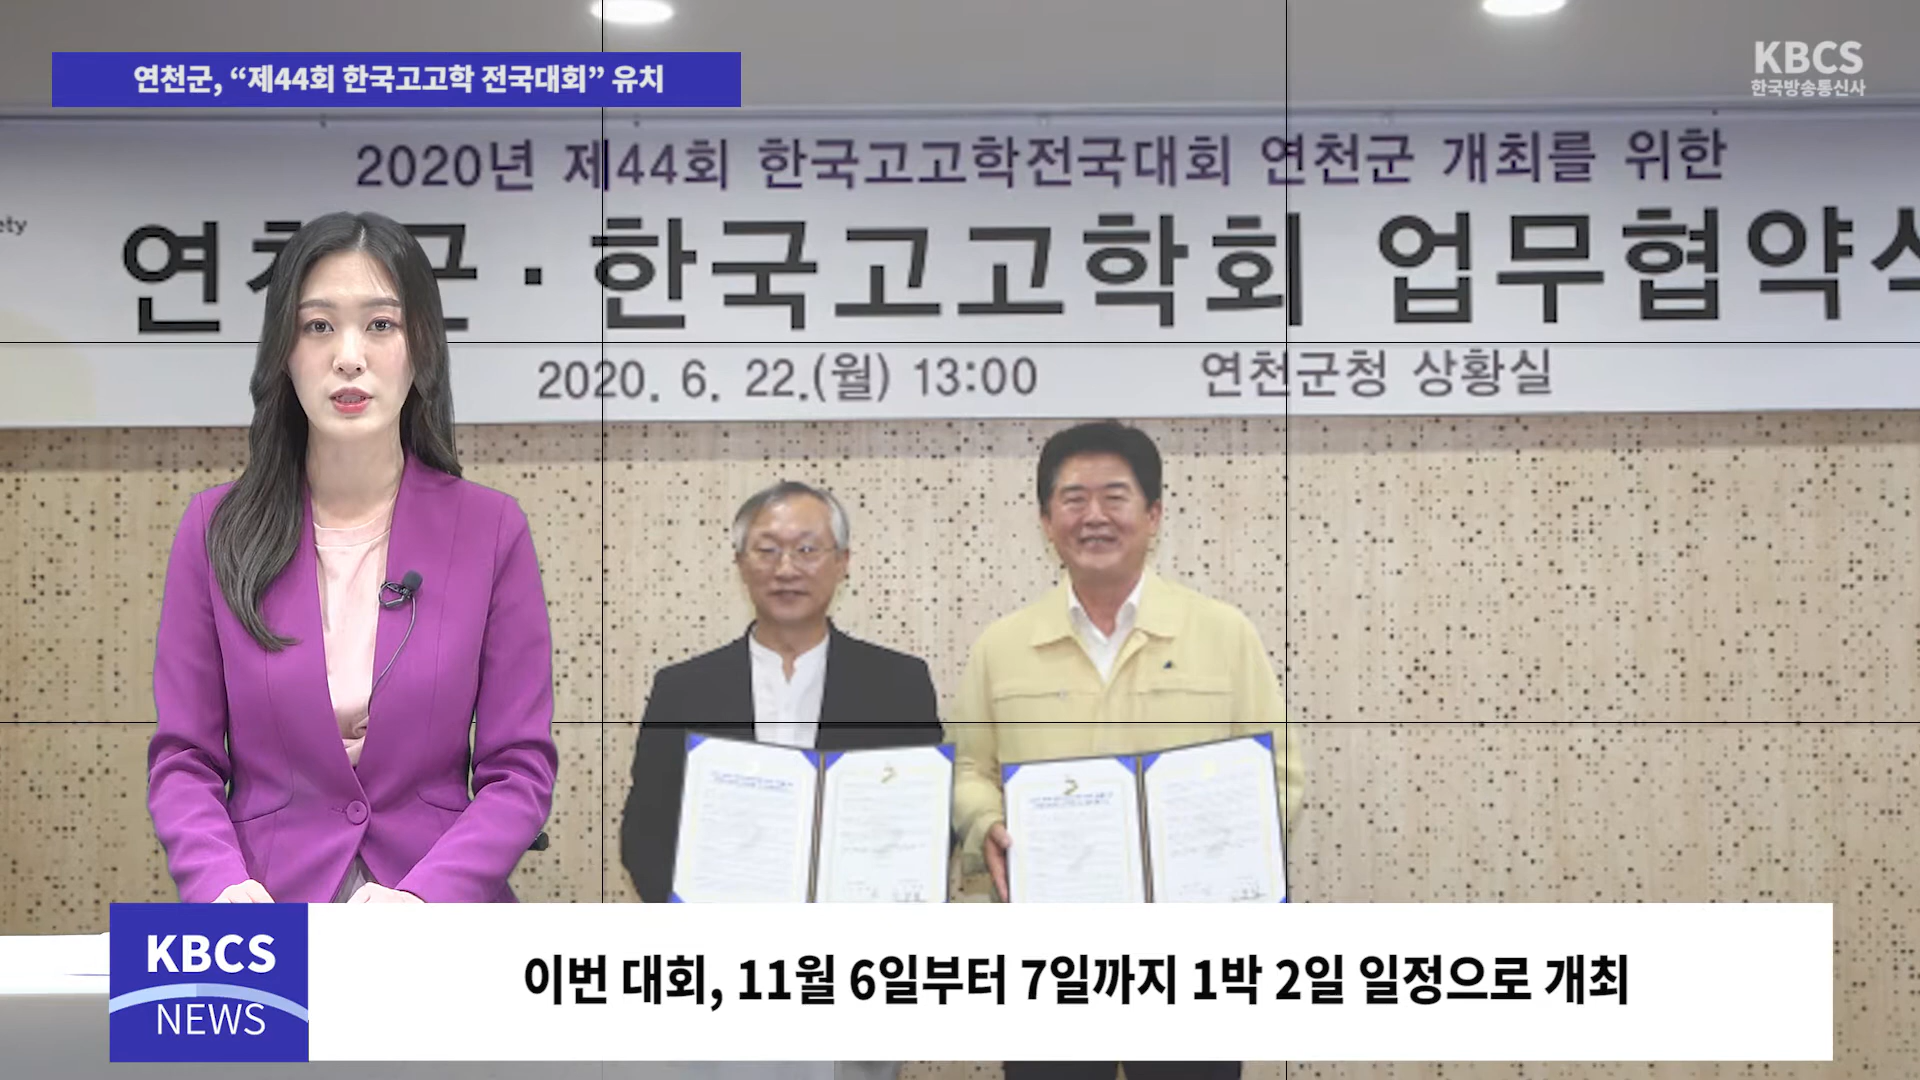 연천군, “제44회 한국고고학 전국대회” 유치
KBCS
한국방송통신사
2020년 제44회 한국고고학전국대회 연천군 개최를 위한
ety
연천군 · 한국고고학회 업무협약식
2020. 6. 22.(월) 13:00 연천군청 상황실
KBCS
NEWS
이번 대회, 11월 6일부터 7일까지 1박 2일 일정으로 개최